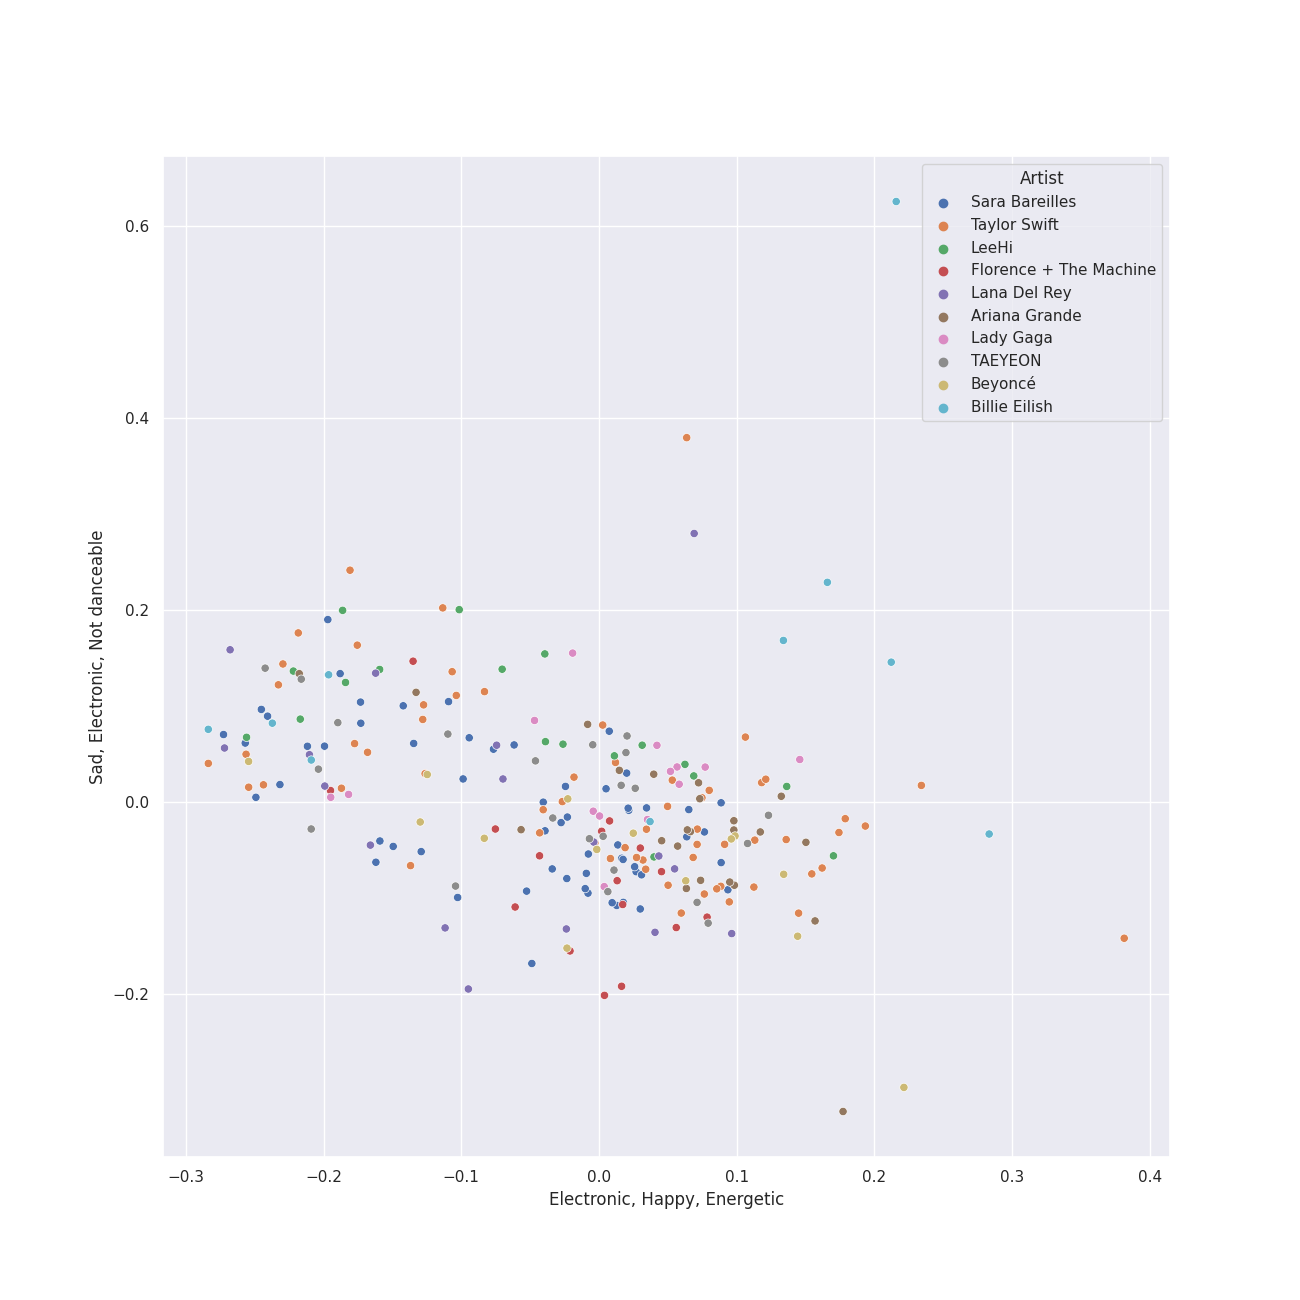 Artist
Sara Bareilles
Taylor Swift
LeeHi
Florence + The Machine
Lana Del Rey
Ariana Grande
Lady Gaga
TAEYEON
Beyoncé
Billie Eilish
0.6
0.4
0.2
0.0
−0.2
Sad, Electronic, Not danceable
−0.3 −0.2 −0.1 0.0 0.1 0.2 0.3 0.4
Electronic, Happy, Energetic